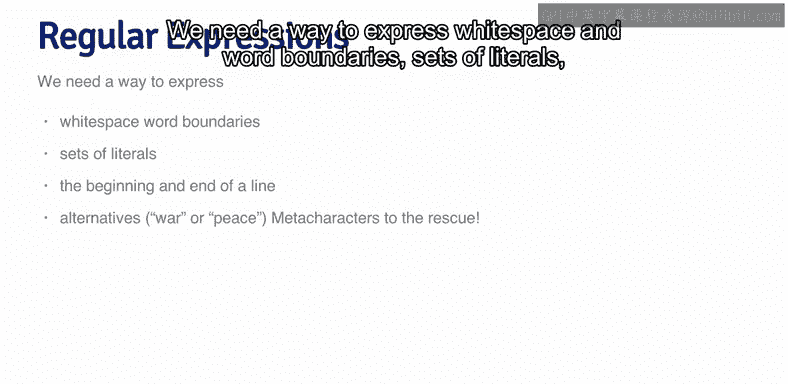 Regular Expressions
We need a way to express whitespace and
word boundaries, sets of literals,
We need a way to express
· whitespace word boundaries
· sets of literals
· the beginning and end of a line
· alternatives (“war” or “peace”) Metacharacters to the rescue!